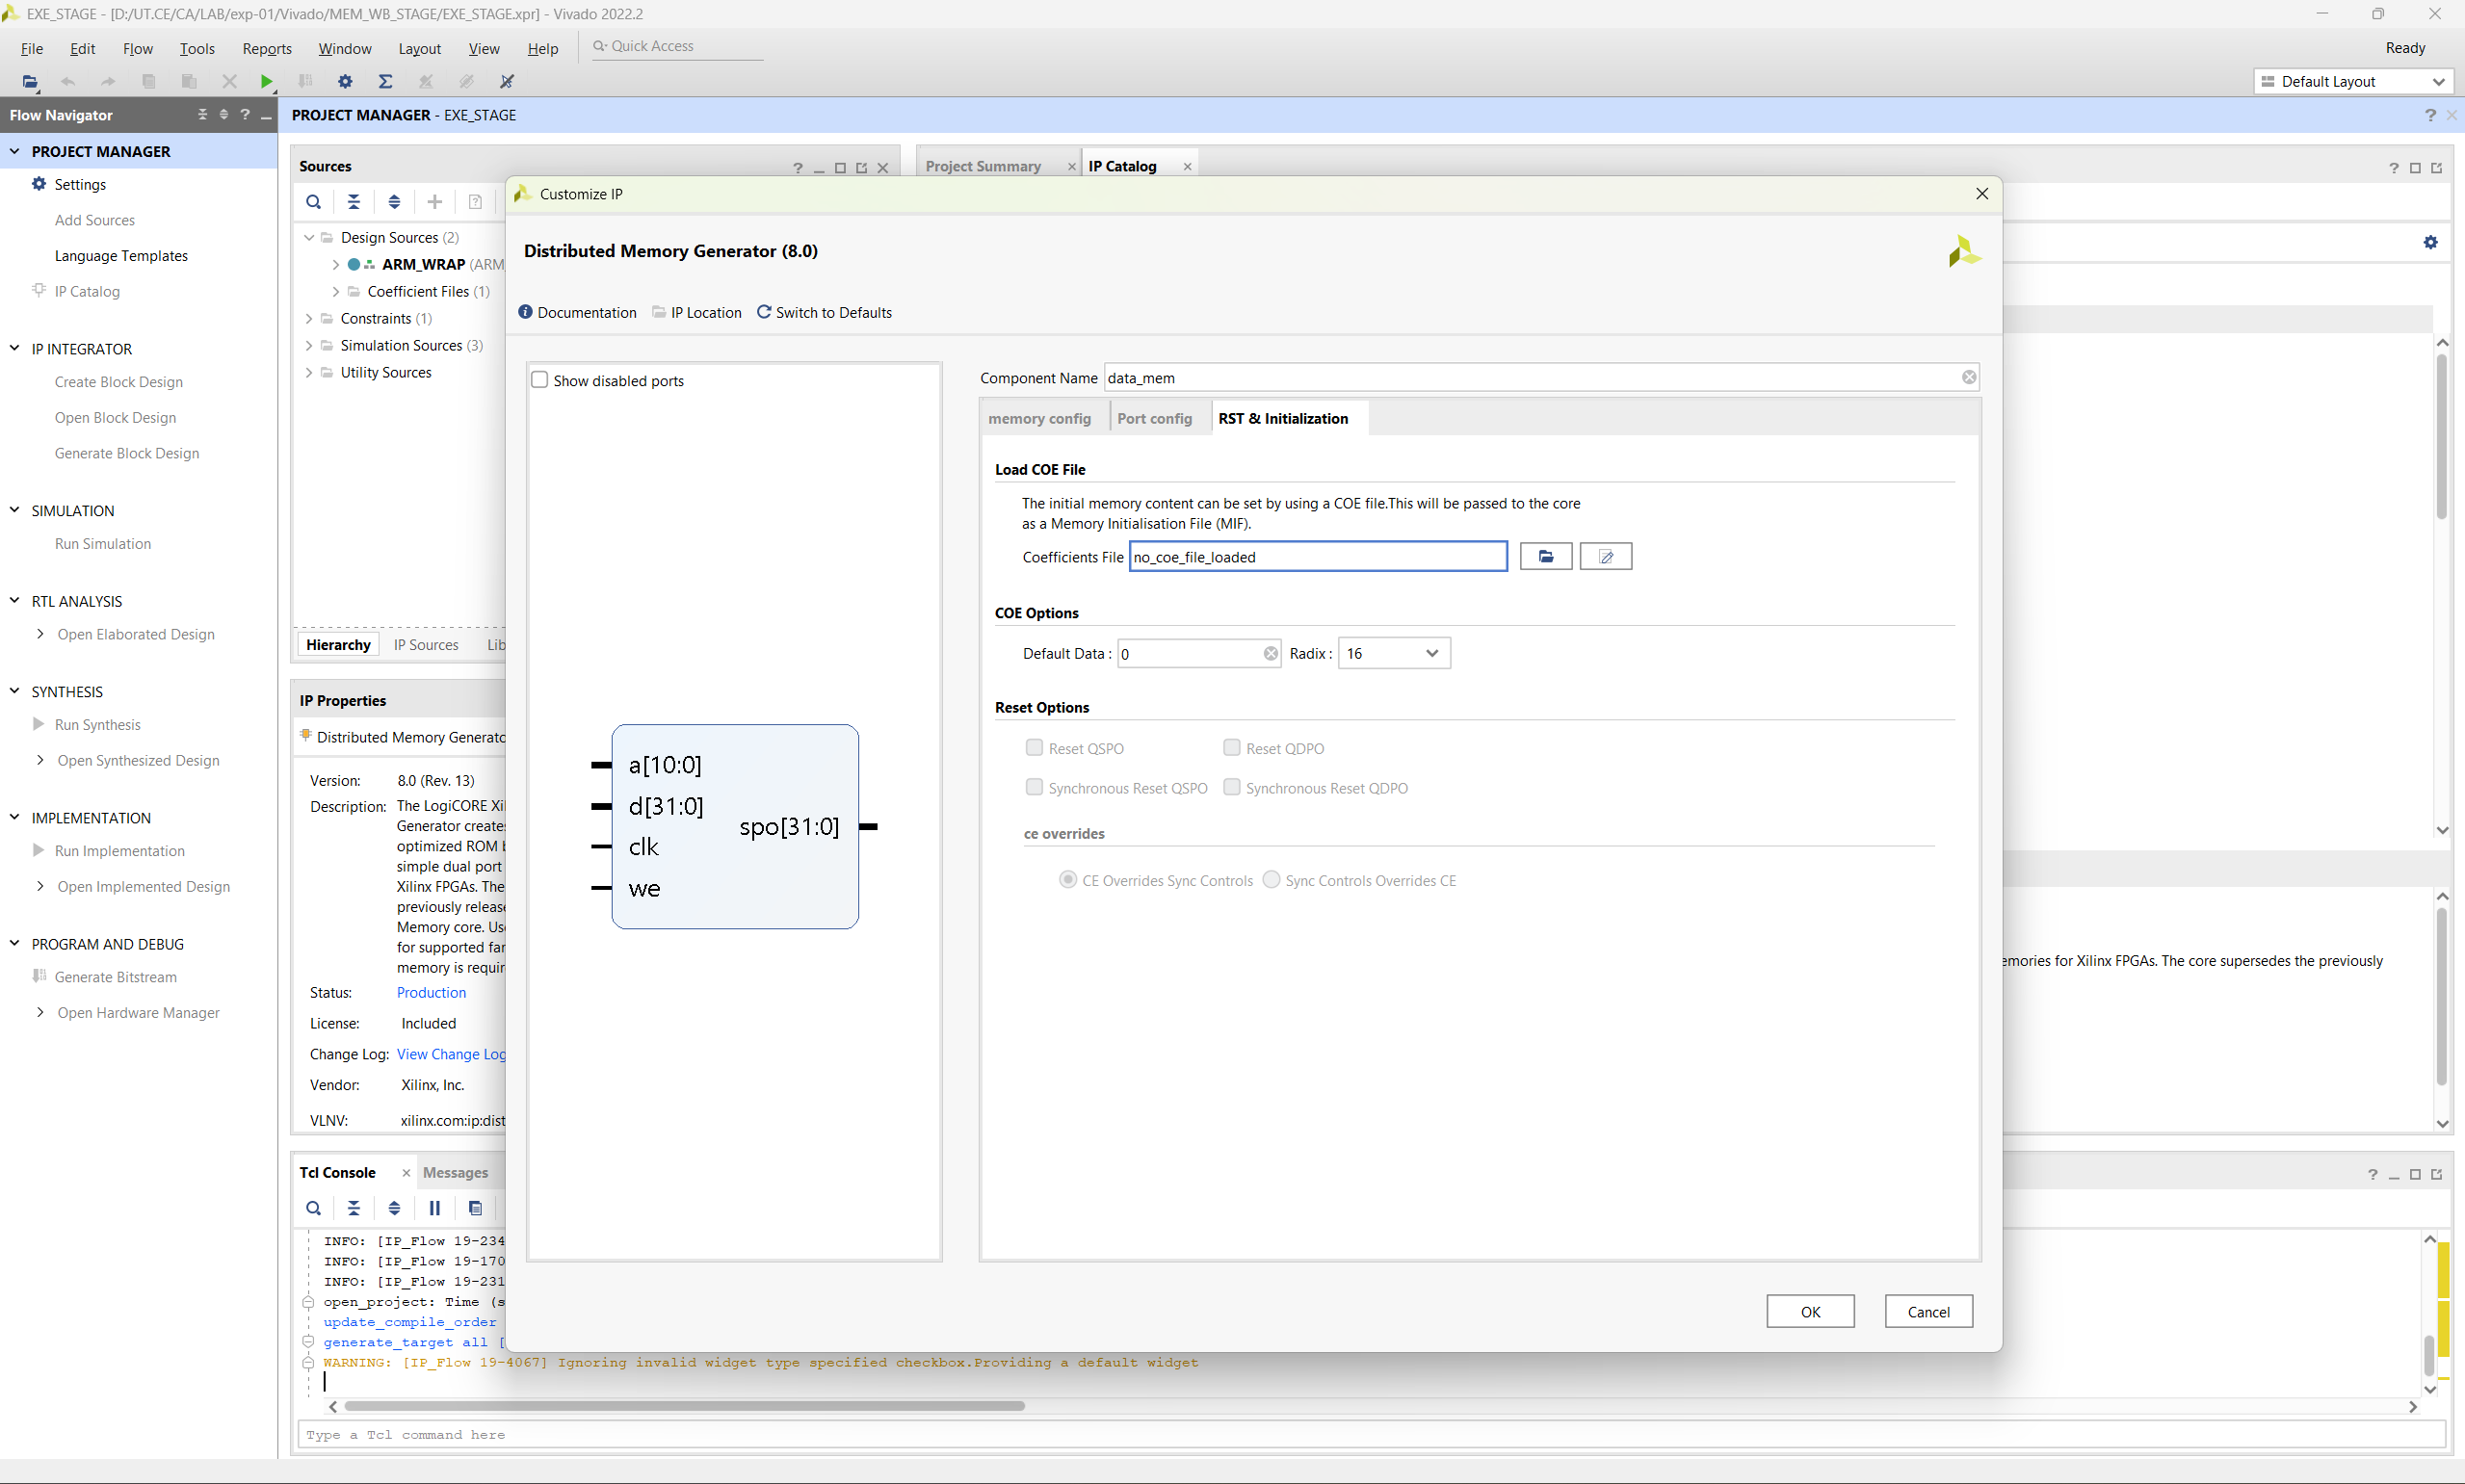 EXE_STAGE - [D:/UT.CE/CA/LAB/exp-01/Vivado/MEM_WB_STAGE/EXE_STAGE.xpr] - Vivado 2022.2
File Edit Flow Tools Reports Window Layout View Help Quick Access
Ready
Default Layout
Flow Navigator
PROJECT MANAGER - EXE_STAGE
PROJECT MANAGER
Settings
Add Sources
Language Templates
IP Catalog
IP INTEGRATOR
Create Block Design
Open Block Design
Generate Block Design
SIMULATION
Run Simulation
RTL ANALYSIS
Open Elaborated Design
SYNTHESIS
Run Synthesis
Open Synthesized Design
IMPLEMENTATION
Run Implementation
Open Implemented Design
PROGRAM AND DEBUG
Generate Bitstream
Open Hardware Manager
Sources
Design Sources (2)
ARM_WRAP (ARM
Coefficient Files (1)
Constraints (1)
Simulation Sources (3)
Utility Sources
Hierarchy IP Sources Lib
IP Properties
Distributed Memory Generato
Version: 8.0 (Rev. 13)
Description: The LogiCORE Xil
Generator creates
optimized ROM b
simple dual port
Xilinx FPGAs. The
previously release
Memory core. Us
for supported fam
memory is requir
Status: Production
License: Included
Change Log: View Change Log
Vendor: Xilinx, Inc.
VLNV: xilinx.com:ip:dist
Project Summary
IP Catalog
Customize IP
Distributed Memory Generator (8.0)
Documentation IP Location Switch to Defaults
Show disabled ports
a[10:0]
d[31:0]
spo[31:0]
clk
we
Component Name data_mem
memory config Port config RST & Initialization
Load COE File
The initial memory content can be set by using a COE file.This will be passed to the core
as a Memory Initialisation File (MIF).
Coefficients File no_coe_file_loaded
COE Options
Default Data : 0 Radix : 16
Reset Options
Reset QSPO Reset QDPO
Synchronous Reset QSPO Synchronous Reset QDPO
ce overrides
CE Overrides Sync Controls Sync Controls Overrides CE
OK Cancel
emories for Xilinx FPGAs. The core supersedes the previously
Tcl Console Messages
INFO: [IP_Flow 19-234
INFO: [IP_Flow 19-170
INFO: [IP_Flow 19-231
open_project: Time (s
update_compile_order
generate_target all [
WARNING: [IP_Flow 19-4067] Ignoring invalid widget type specified checkbox.Providing a default widget
Type a Tcl command here